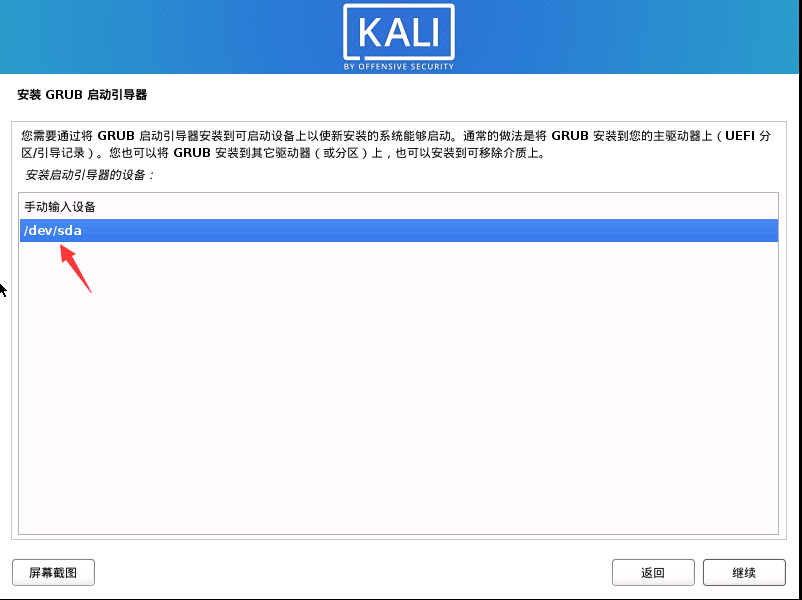 KALI
BY OFFENSIVE SECURITY
安装 GRUB 启动引导器
您需要通过将 GRUB 启动引导器安装到可启动设备上以使新安装的系统能够启动。通常的做法是将 GRUB 安装到您的主驱动器上（UEFI 分
区/引导记录）。您也可以将 GRUB 安装到其它驱动器（或分区）上，也可以安装到可移除介质上。
安装启动引导器的设备：
手动输入设备
/dev/sda
屏幕截图
返回
继续